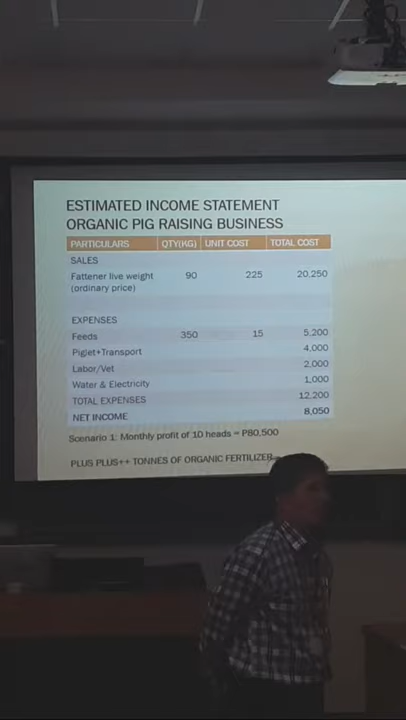 ESTIMATED INCOME STATEMENT
ORGANIC PIG RAISING BUSINESS
PARTICULARS QTY(KG) UNIT COST TOTAL COST
SALES
Fattener live weight 90 225 20,250
(ordinary price)
EXPENSES
Feeds 350 15 5,200
Piglet+Transport 4,000
Labor/Vet 2,000
Water & Electricity 1,000
TOTAL EXPENSES 12,200
NET INCOME 8,050
Scenario 1: Monthly profit of 10 heads = P80,500
PLUS PLUS++ TONNES OF ORGANIC FERTILIZER